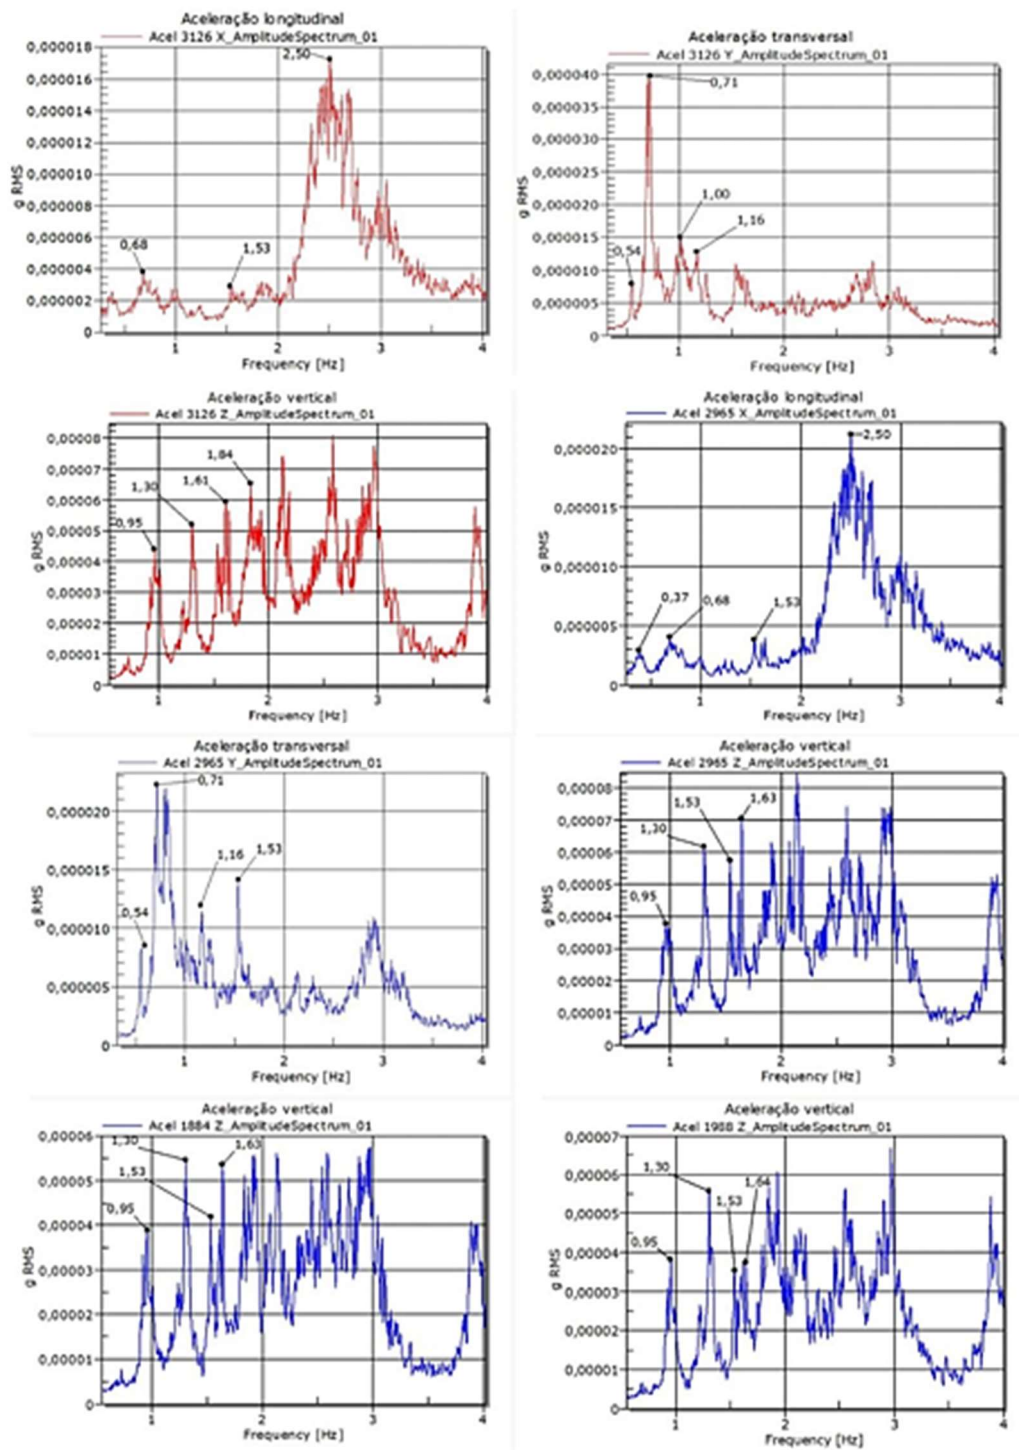 Aceleração longitudinal
Acel 3126 X_AmplitudeSpectrum_01
0,000018
0,000016
0,000014
0,000012
0,000010
0,000008
0,000006
0,000004
0,000002
0
g RMS
2,50
0,68
1,53
1 2 3 4
Frequency [Hz]
Aceleração transversal
Acel 3126 Y_AmplitudeSpectrum_01
0,000040
0,000035
0,000030
0,000025
0,000020
0,000015
0,000010
0,000005
0
g RMS
0,71
1,00
1,16
0,54
1 2 3 4
Frequency [Hz]
Aceleração vertical
Acel 3126 Z_AmplitudeSpectrum_01
0,00008
0,00007
0,00006
0,00005
0,00004
0,00003
0,00002
0,00001
0
g RMS
1,84
1,61
1,30
0,95
1 2 3 4
Frequency [Hz]
Aceleração longitudinal
Acel 2965 X_AmplitudeSpectrum_01
0,000020
0,000015
0,000010
0,000005
0
g RMS
2,50
0,37
0,68
1,53
1 2 3 4
Frequency [Hz]
Aceleração transversal
Acel 2965 Y_AmplitudeSpectrum_01
0,000020
0,000015
0,000010
0,000005
0
g RMS
0,71
1,16
1,53
0,54
1 2 3 4
Frequency [Hz]
Aceleração vertical
Acel 2965 Z_AmplitudeSpectrum_01
0,00008
0,00007
0,00006
0,00005
0,00004
0,00003
0,00002
0,00001
0
g RMS
1,53
1,63
1,30
0,95
1 2 3 4
Frequency [Hz]
Aceleração vertical
Acel 1884 Z_AmplitudeSpectrum_01
0,00006
0,00005
0,00004
0,00003
0,00002
0,00001
0
g RMS
1,30
1,63
1,53
0,95
1 2 3 4
Frequency [Hz]
Aceleração vertical
Acel 1988 Z_AmplitudeSpectrum_01
0,00007
0,00006
0,00005
0,00004
0,00003
0,00002
0,00001
0
g RMS
1,30
1,64
1,53
0,95
1 2 3 4
Frequency [Hz]